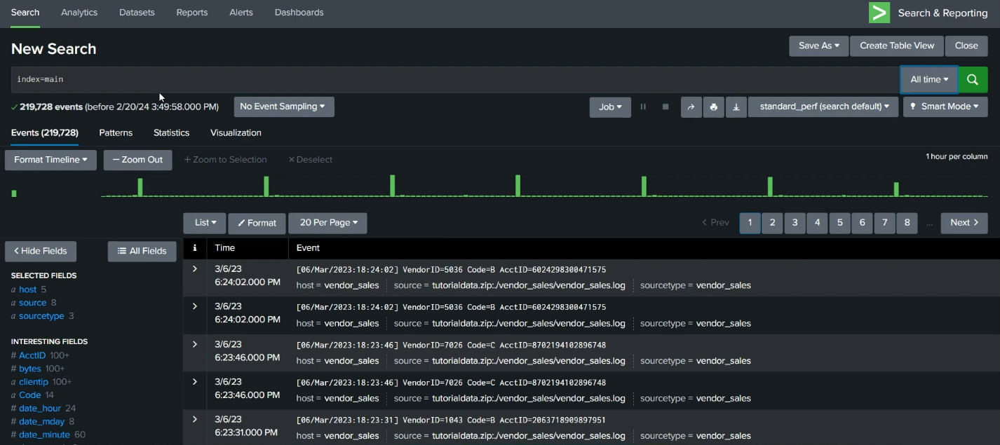 Search Analytics Datasets Reports Alerts Dashboards Search & Reporting
New Search Save As Create Table View Close
index=main All time
219,728 events (before 2/20/24 3:49:58.000 PM) No Event Sampling Job standard_perf (search default) Smart Mode
Events (219,728) Patterns Statistics Visualization
Format Timeline — Zoom Out + Zoom to Selection × Deselect 1 hour per column
List Format 20 Per Page < Prev 1 2 3 4 5 6 7 8 ... Next >
< Hide Fields All Fields i Time Event
SELECTED FIELDS
a host 5
a source 8
a sourcetype 3
INTERESTING FIELDS
# AcctID 100+
# bytes 100+
a clientip 100+
a Code 14
# date_hour 24
# date_mday 8
# date_minute 60
> 3/6/23 [06/Mar/2023:18:24:02] VendorID=5036 Code=B AcctID=6024298300471575
6:24:02.000 PM host = vendor_sales source = tutorialdata.zip:./vendor_sales/vendor_sales.log sourcetype = vendor_sales
> 3/6/23 [06/Mar/2023:18:24:02] VendorID=5036 Code=B AcctID=6024298300471575
6:24:02.000 PM host = vendor_sales source = tutorialdata.zip:./vendor_sales/vendor_sales.log sourcetype = vendor_sales
> 3/6/23 [06/Mar/2023:18:23:46] VendorID=7026 Code=C AcctID=8702194102896748
6:23:46.000 PM host = vendor_sales source = tutorialdata.zip:./vendor_sales/vendor_sales.log sourcetype = vendor_sales
> 3/6/23 [06/Mar/2023:18:23:46] VendorID=7026 Code=C AcctID=8702194102896748
6:23:46.000 PM host = vendor_sales source = tutorialdata.zip:./vendor_sales/vendor_sales.log sourcetype = vendor_sales
> 3/6/23 [06/Mar/2023:18:23:31] VendorID=1043 Code=B AcctID=2063718909897951
6:23:31.000 PM host = vendor_sales source = tutorialdata.zip:./vendor_sales/vendor_sales.log sourcetype = vendor_sales